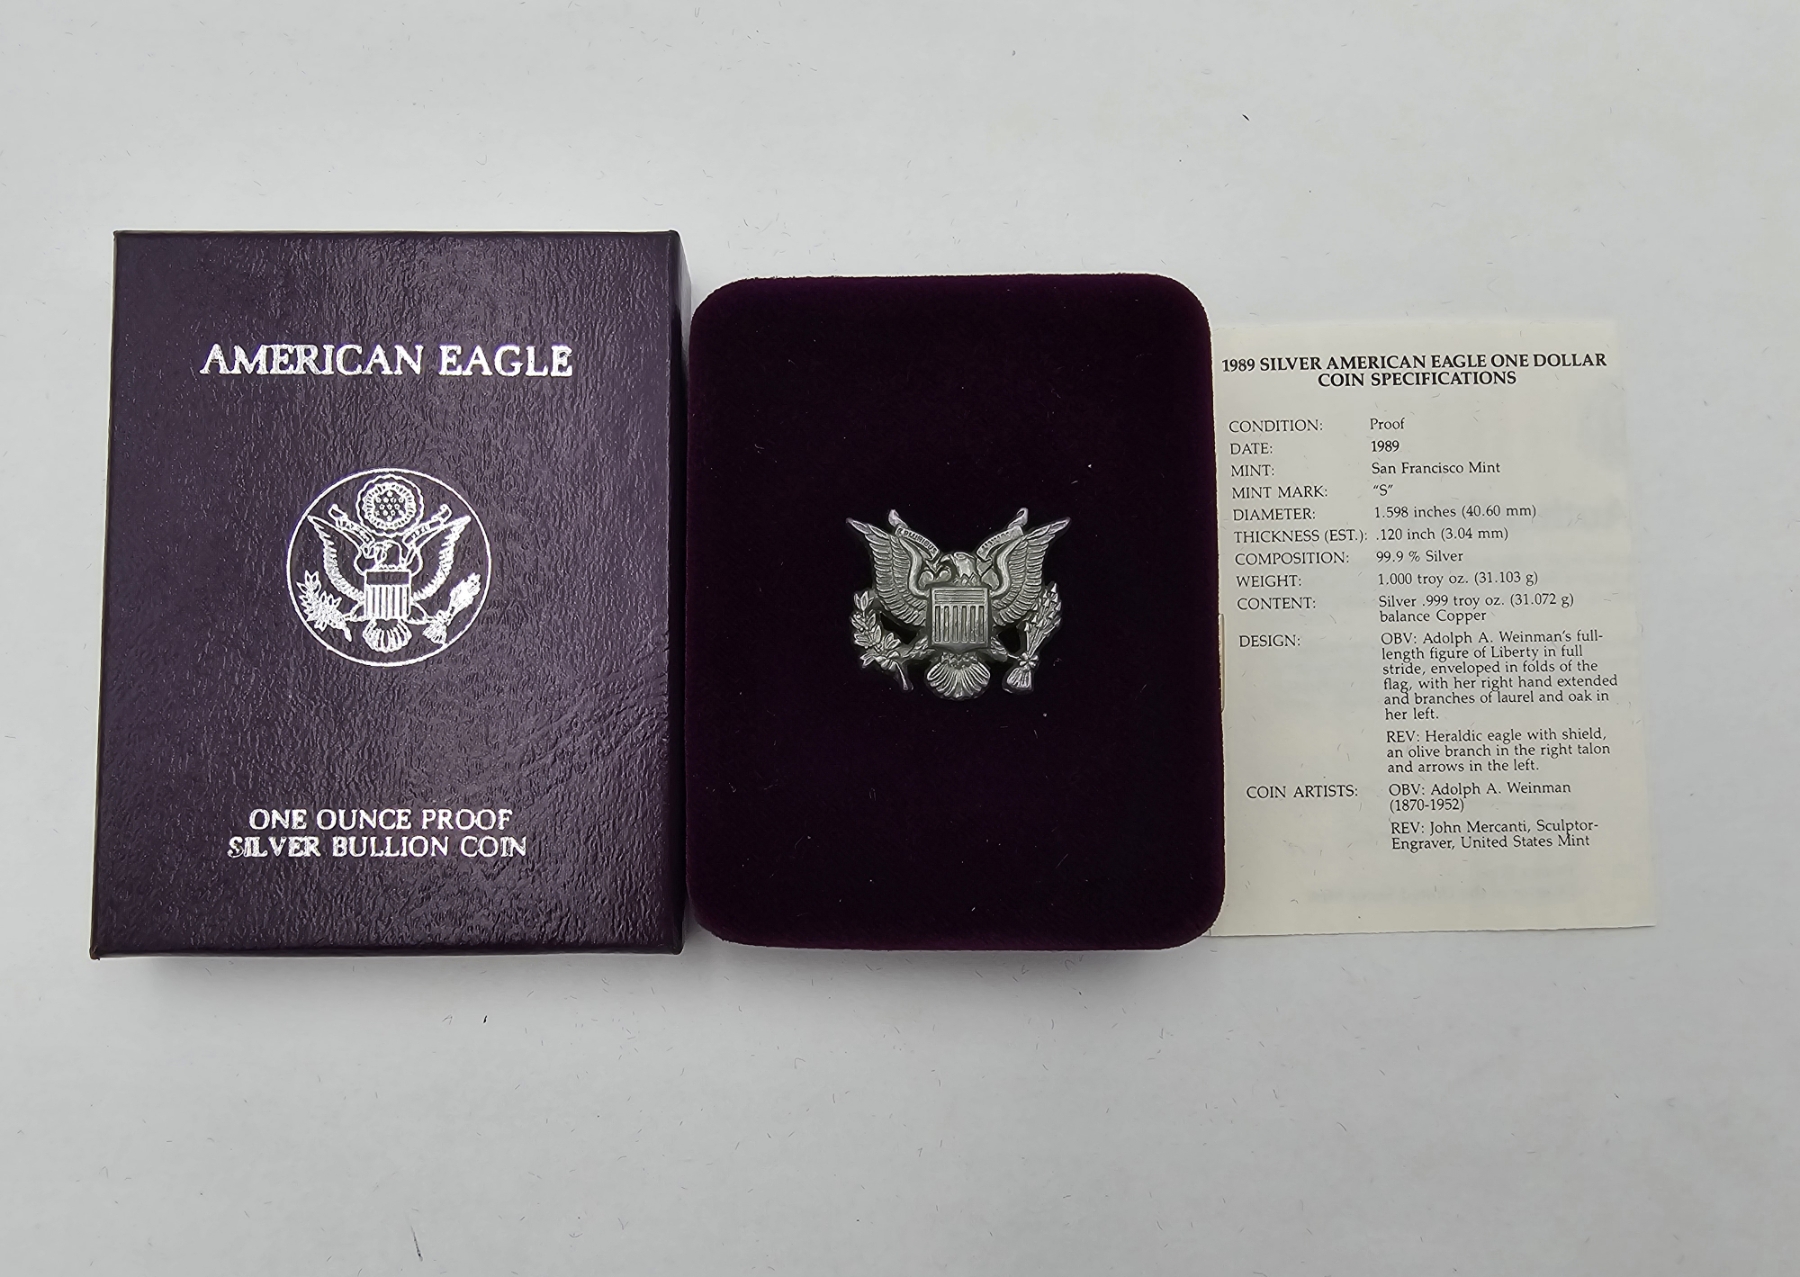 AMERICAN EAGLE
ONE OUNCE PROOF
SILVER BULLION COIN
1989 SILVER AMERICAN EAGLE ONE DOLLAR
COIN SPECIFICATIONS
CONDITION: Proof
DATE: 1989
MINT: San Francisco Mint
MINT MARK: "S"
DIAMETER: 1.598 inches (40.60 mm)
THICKNESS (EST.): .120 inch (3.04 mm)
COMPOSITION: 99.9 % Silver
WEIGHT: 1.000 troy oz. (31.103 g)
CONTENT: Silver .999 troy oz. (31.072 g)
balance Copper
DESIGN: OBV: Adolph A. Weinman's full-
length figure of Liberty in full
stride, enveloped in folds of the
flag, with her right hand extended
and branches of laurel and oak in
her left.
REV: Heraldic eagle with shield,
an olive branch in the right talon
and arrows in the left.
COIN ARTISTS: OBV: Adolph A. Weinman
(1870-1952)
REV: John Mercanti, Sculptor-
Engraver, United States Mint